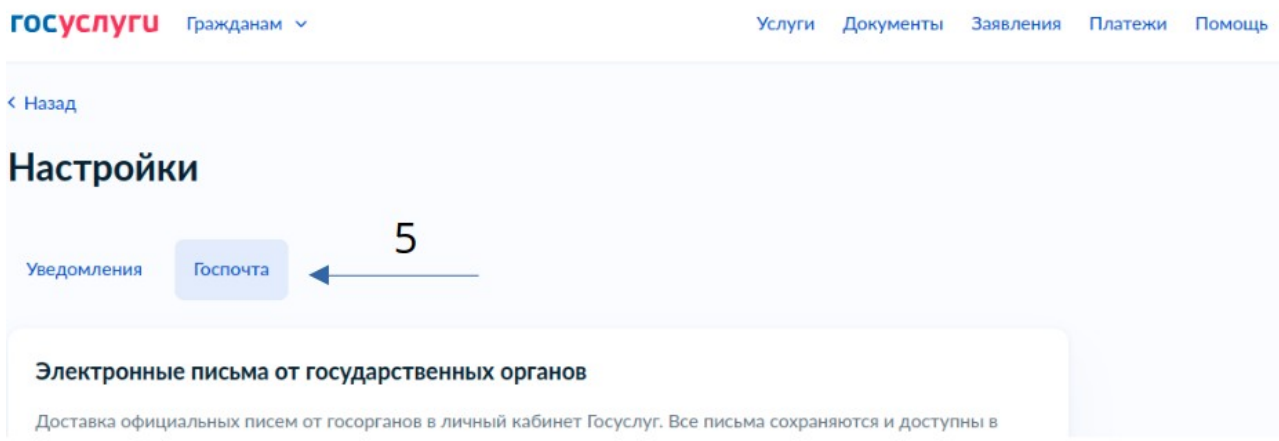 госуслуги Гражданам Услуги Документы Заявления Платежи Помощь
Назад
Настройки
5
Уведомления Госпочта
Электронные письма от государственных органов
Доставка официальных писем от госорганов в личный кабинет Госуслуг. Все письма сохраняются и доступны в